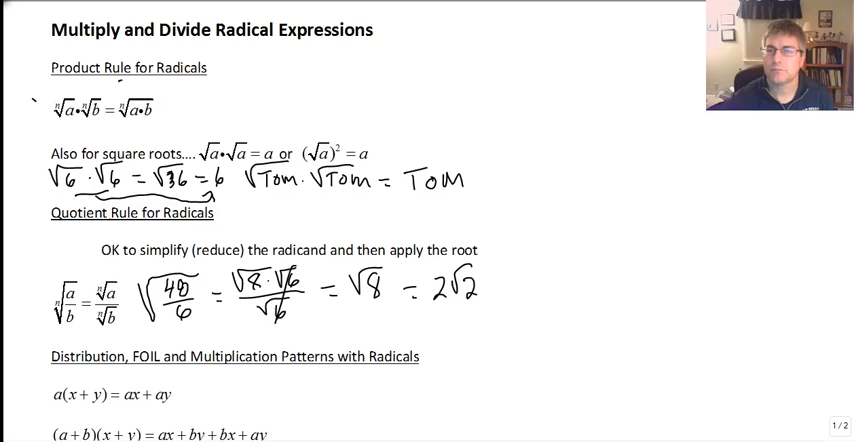 Multiply and Divide Radical Expressions
Product Rule for Radicals
ⁿ√a•ⁿ√b = ⁿ√a•b
Also for square roots.... √a•√a = a or (√a)² = a
√6 · √6 = √36 = 6 √Tom · √Tom = Tom
Quotient Rule for Radicals
OK to simplify (reduce) the radicand and then apply the root
ⁿ√(a/b) = ⁿ√a/ⁿ√b √(48/6) = (√8·√6)/√6 = √8 = 2√2
Distribution, FOIL and Multiplication Patterns with Radicals
a(x + y) = ax + ay
(a + b)(x + y) = ax + by + bx + ay
1 / 2